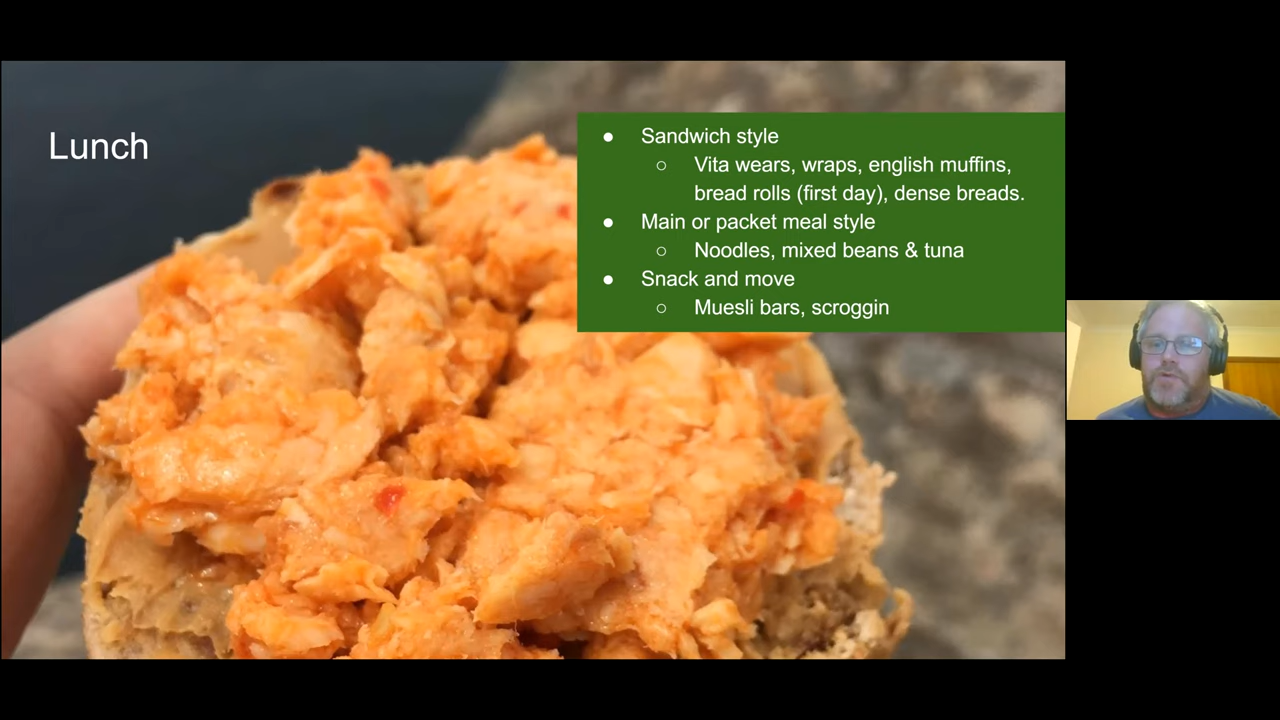 Lunch
● Sandwich style
○ Vita wears, wraps, english muffins,
bread rolls (first day), dense breads.
● Main or packet meal style
○ Noodles, mixed beans & tuna
● Snack and move
○ Muesli bars, scroggin